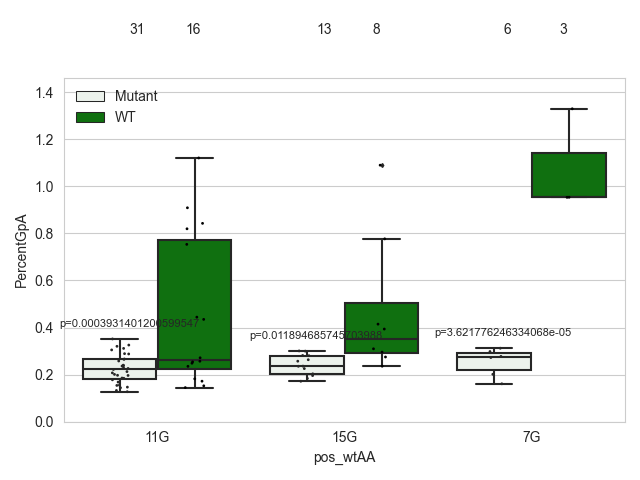 31 16 13 8 6 3
1.4
1.2
1.0
0.8
0.6
0.4
0.2
0.0
PercentGpA
Mutant
WT
p=0.0003931401200599547
p=0.011894685745703988
p=3.621776246334068e-05
11G 15G 7G
pos_wtAA